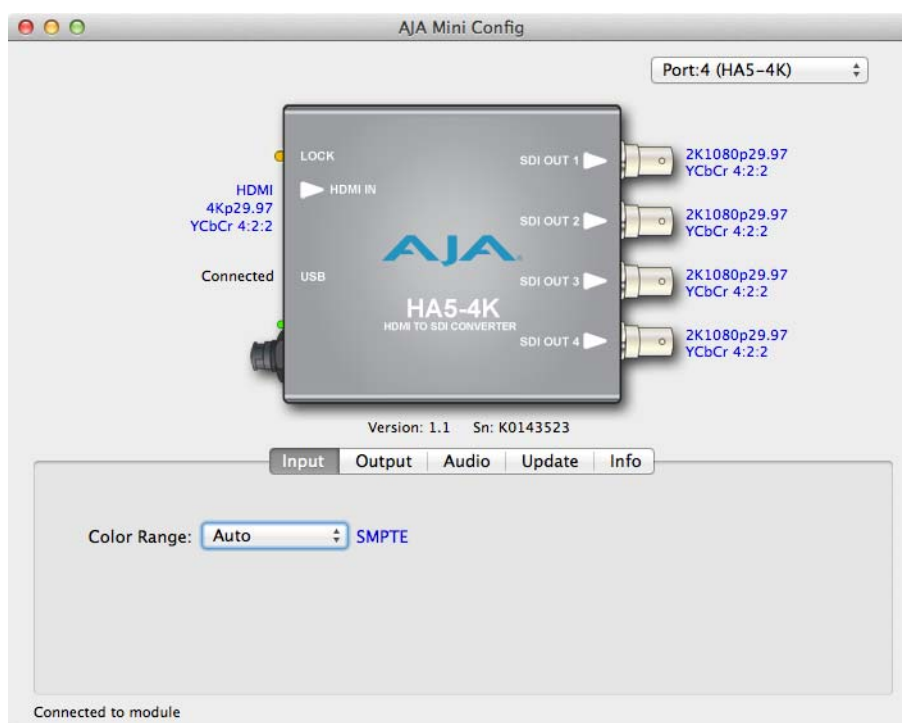 AJA Mini Config
Port:4 (HA5-4K)
LOCK
HDMI IN
HDMI
4Kp29.97
YCbCr 4:2:2
Connected
USB
AJA
HA5-4K
HDMI TO SDI CONVERTER
SDI OUT 1
2K1080p29.97
YCbCr 4:2:2
SDI OUT 2
2K1080p29.97
YCbCr 4:2:2
SDI OUT 3
2K1080p29.97
YCbCr 4:2:2
SDI OUT 4
2K1080p29.97
YCbCr 4:2:2
Version: 1.1 Sn: K0143523
Input Output Audio Update Info
Color Range: Auto SMPTE
Connected to module